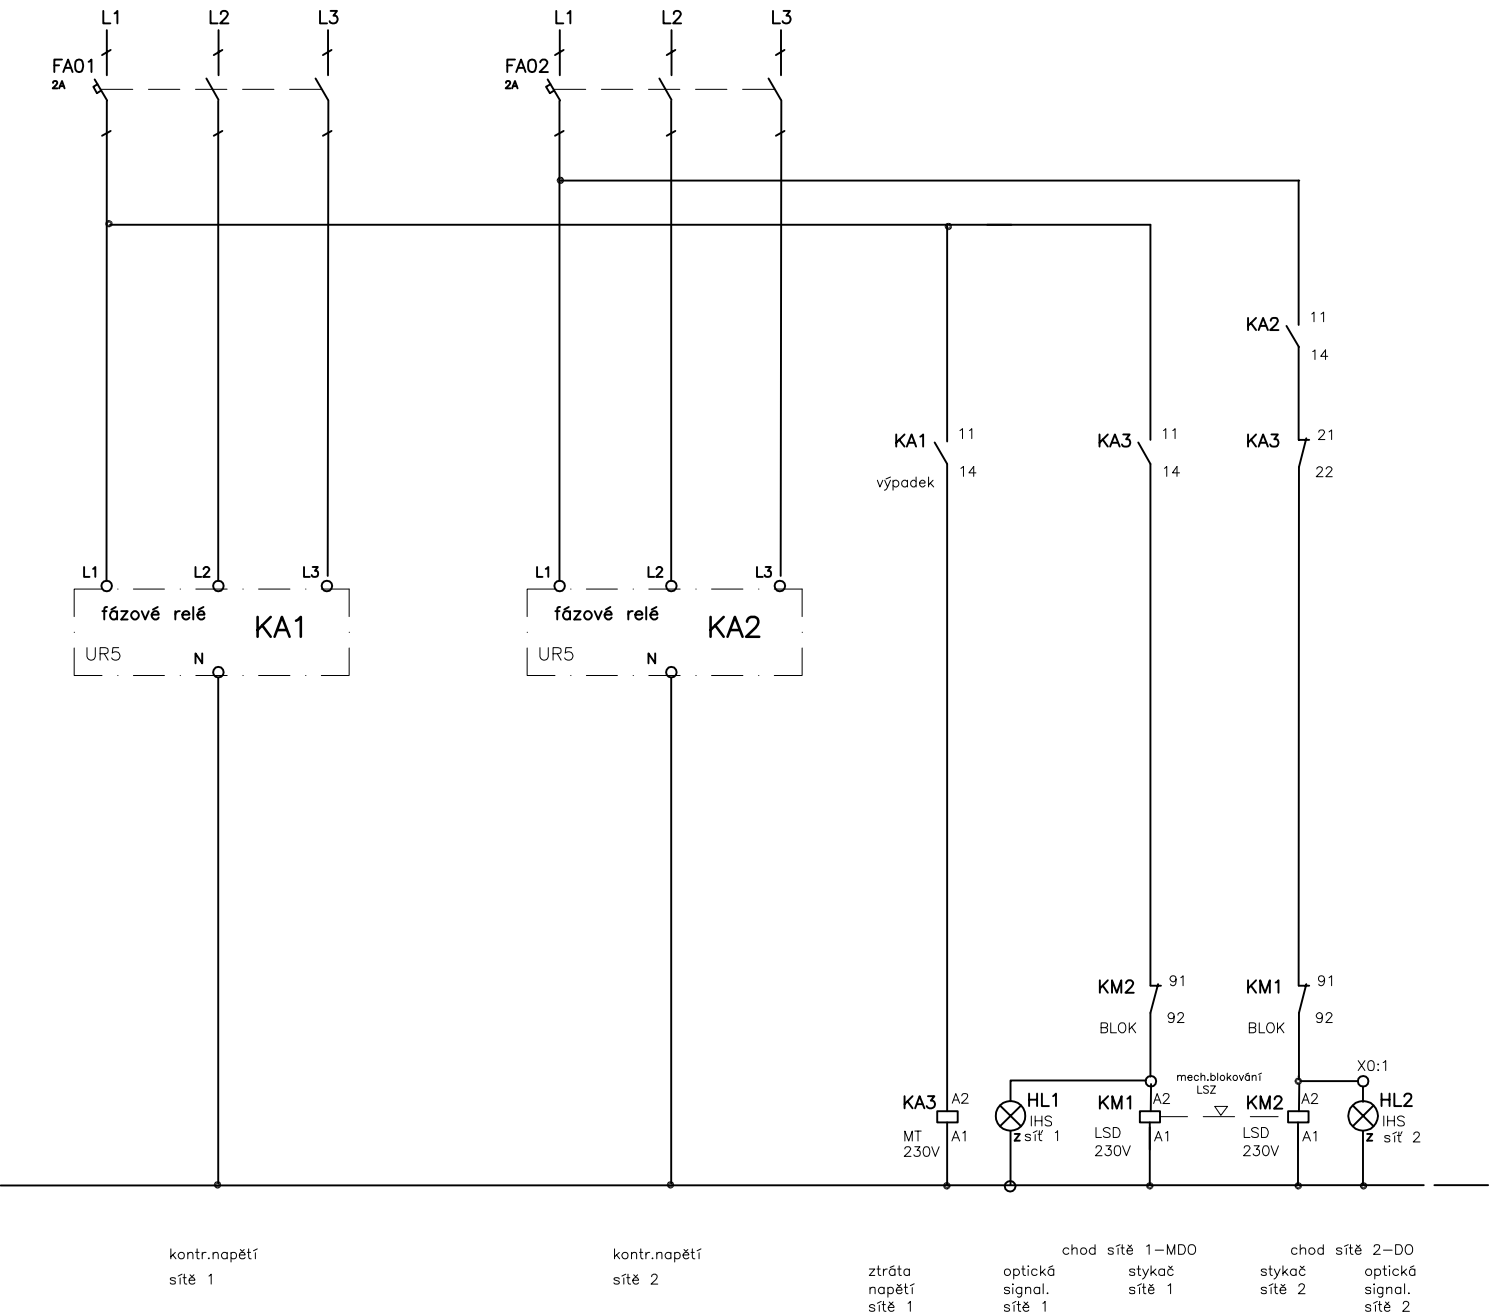 L1 L2 L3 L1 L2 L3
FA01
2A
FA02
2A
KA2 11
14
KA1 11
14
výpadek
KA3 11
14
KA3 21
22
L1 L2 L3
fázové relé
KA1
UR5
N
L1 L2 L3
fázové relé
KA2
UR5
N
KM2 91
92
BLOK
KM1 91
92
BLOK
X0:1
mech.blokování
LSZ
KA3 A2
A1
MT
230V
HL1
IHS
z síť 1
KM1 A2
A1
LSD
230V
KM2 A2
A1
LSD
230V
HL2
IHS
z síť 2
kontr.napětí
sítě 1
kontr.napětí
sítě 2
chod sítě 1-MDO
chod sítě 2-DO
ztráta
napětí
sítě 1
optická
signal.
sítě 1
stykač
sítě 1
stykač
sítě 2
optická
signal.
sítě 2